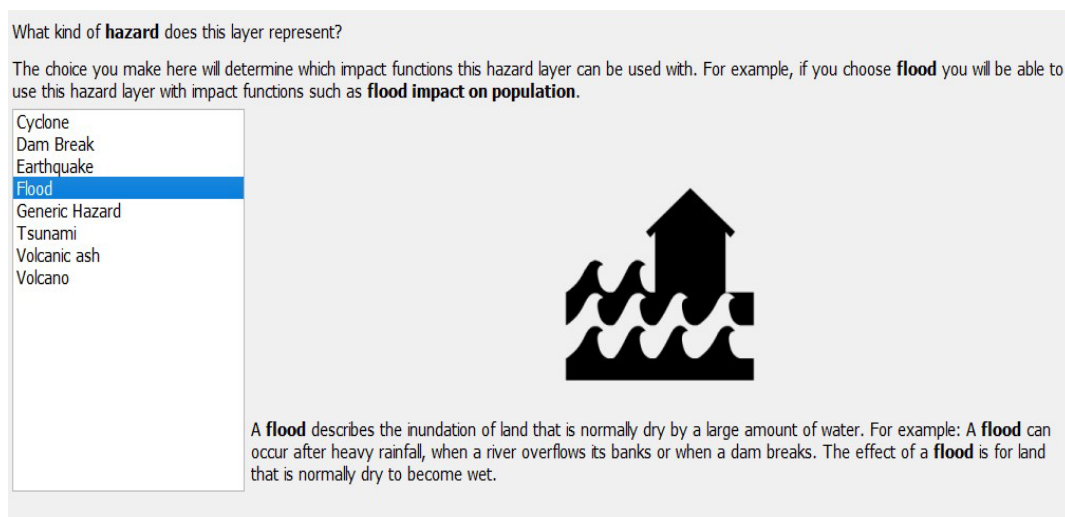 What kind of hazard does this layer represent?
The choice you make here will determine which impact functions this hazard layer can be used with. For example, if you choose flood you will be able to
use this hazard layer with impact functions such as flood impact on population.
Cyclone
Dam Break
Earthquake
Flood
Generic Hazard
Tsunami
Volcanic ash
Volcano
A flood describes the inundation of land that is normally dry by a large amount of water. For example: A flood can
occur after heavy rainfall, when a river overflows its banks or when a dam breaks. The effect of a flood is for land
that is normally dry to become wet.